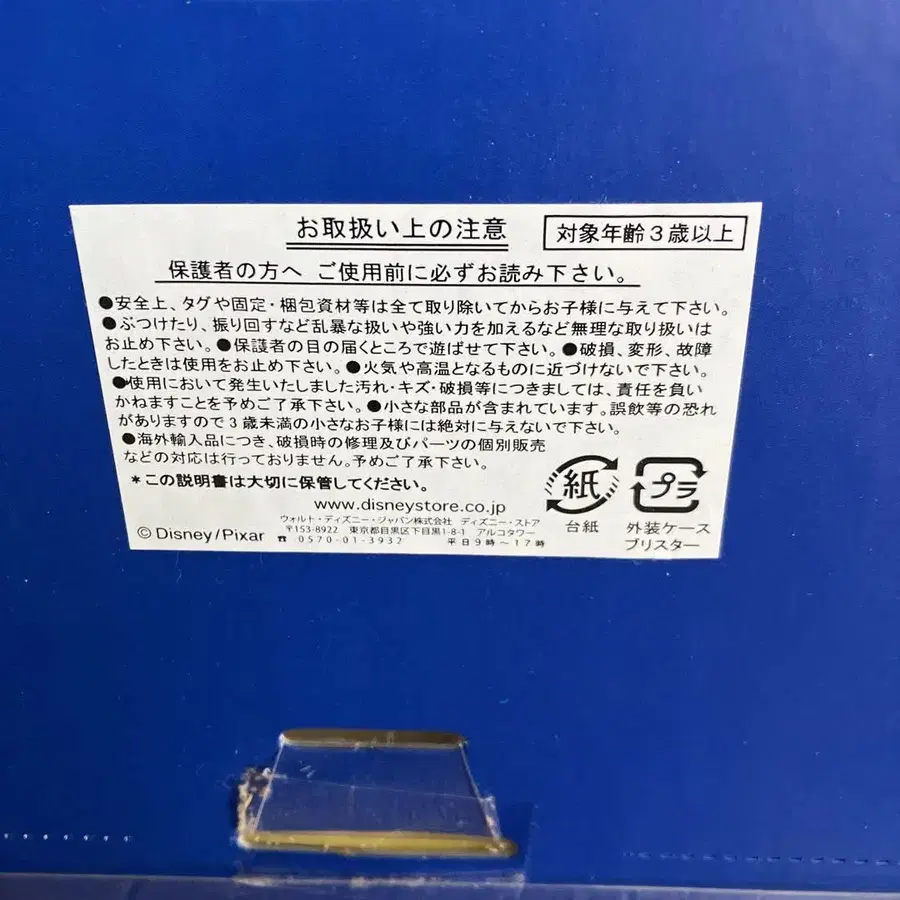 お取扱い上の注意
対象年齢3歳以上
保護者の方へ ご使用前に必ずお読み下さい。
●安全上、タグや固定・梱包資材等は全て取り除いてからお子様に与えて下さい。
●ぶつけたり、振り回すなど乱暴な扱いや強い力を加えるなど無理な取り扱いは
お止め下さい。●保護者の目の届くところで遊ばせて下さい。●破損、変形、故障
したときは使用をお止め下さい。●火気や高温となるものに近づけないで下さい。
●使用において発生いたしました汚れ・キズ・破損等につきましては、責任を負い
かねますことを予めご了承下さい。●小さな部品が含まれています。誤飲等の恐れ
がありますので3歳未満の小さなお子様には絶対に与えないで下さい。
●海外輸入品につき、破損時の修理及びパーツの個別販売
などの対応は行っておりません。予めご了承下さい。
*この説明書は大切に保管してください。
www.disneystore.co.jp
ウォルト・ディズニー・ジャパン株式会社 ディズニー・ストア
〒153-8922 東京都目黒区下目黒1-8-1 アルコタワー
☎0570-01-3932 平日9時～17時
©Disney/Pixar
紙
台紙
プラ
外装ケース
ブリスター